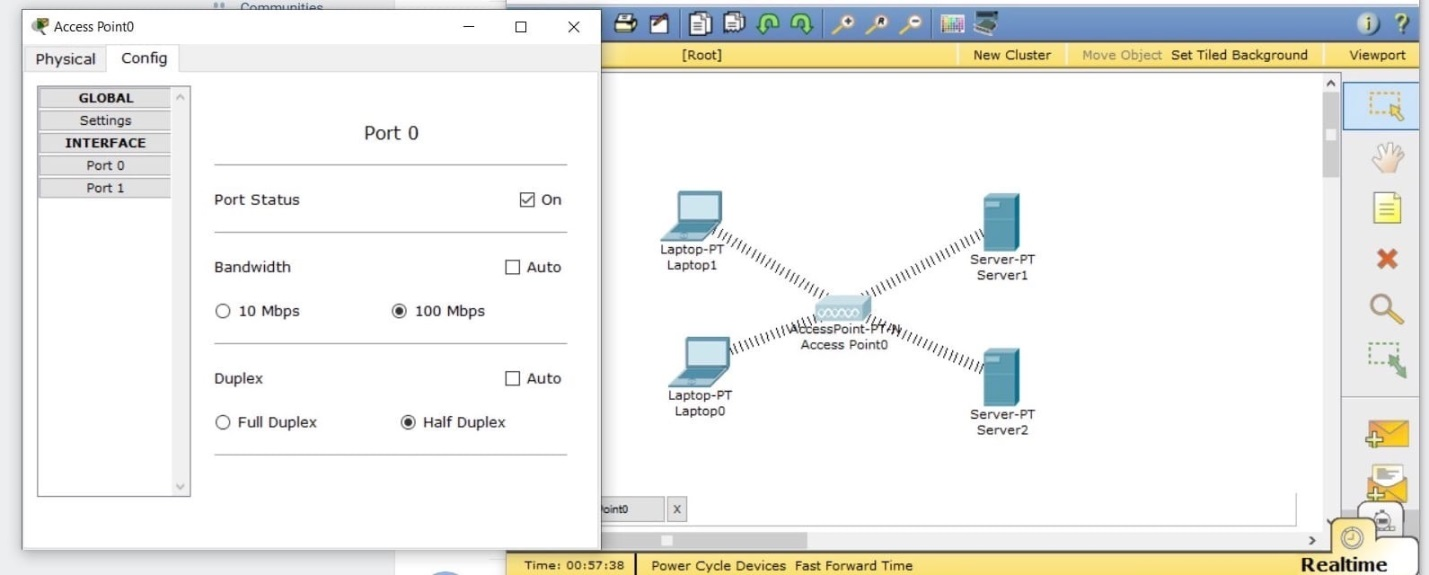 Communities
Access Point0
Physical Config
GLOBAL
Settings
INTERFACE
Port 0
Port 1
Port 0
Port Status On
Bandwidth Auto
10 Mbps 100 Mbps
Duplex Auto
Full Duplex Half Duplex
[Root] New Cluster Move Object Set Tiled Background Viewport
Laptop-PT
Laptop1
Server-PT
Server1
AccessPoint-PT-N
Access Point0
Laptop-PT
Laptop0
Server-PT
Server2
oint0 X
Time: 00:57:38 Power Cycle Devices Fast Forward Time Realtime